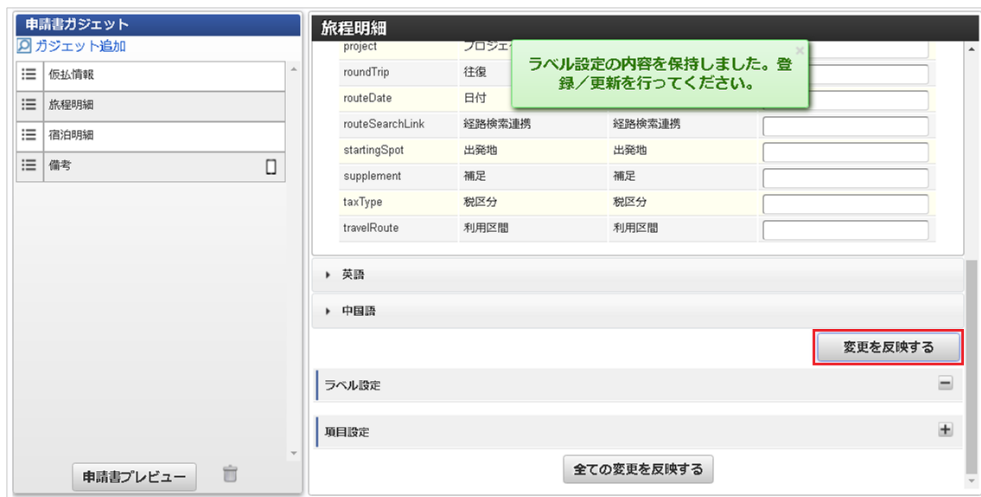 申請書ガジェット
ガジェット追加
仮払情報
旅程明細
宿泊明細
備考
申請書プレビュー
旅程明細
project プロジェ
ラベル設定の内容を保持しました。登
録／更新を行ってください。
roundTrip 往復
routeDate 日付
routeSearchLink 経路検索連携 経路検索連携
startingSpot 出発地 出発地
supplement 補足 補足
taxType 税区分 税区分
travelRoute 利用区間 利用区間
英語
中国語
変更を反映する
ラベル設定
項目設定
全ての変更を反映する